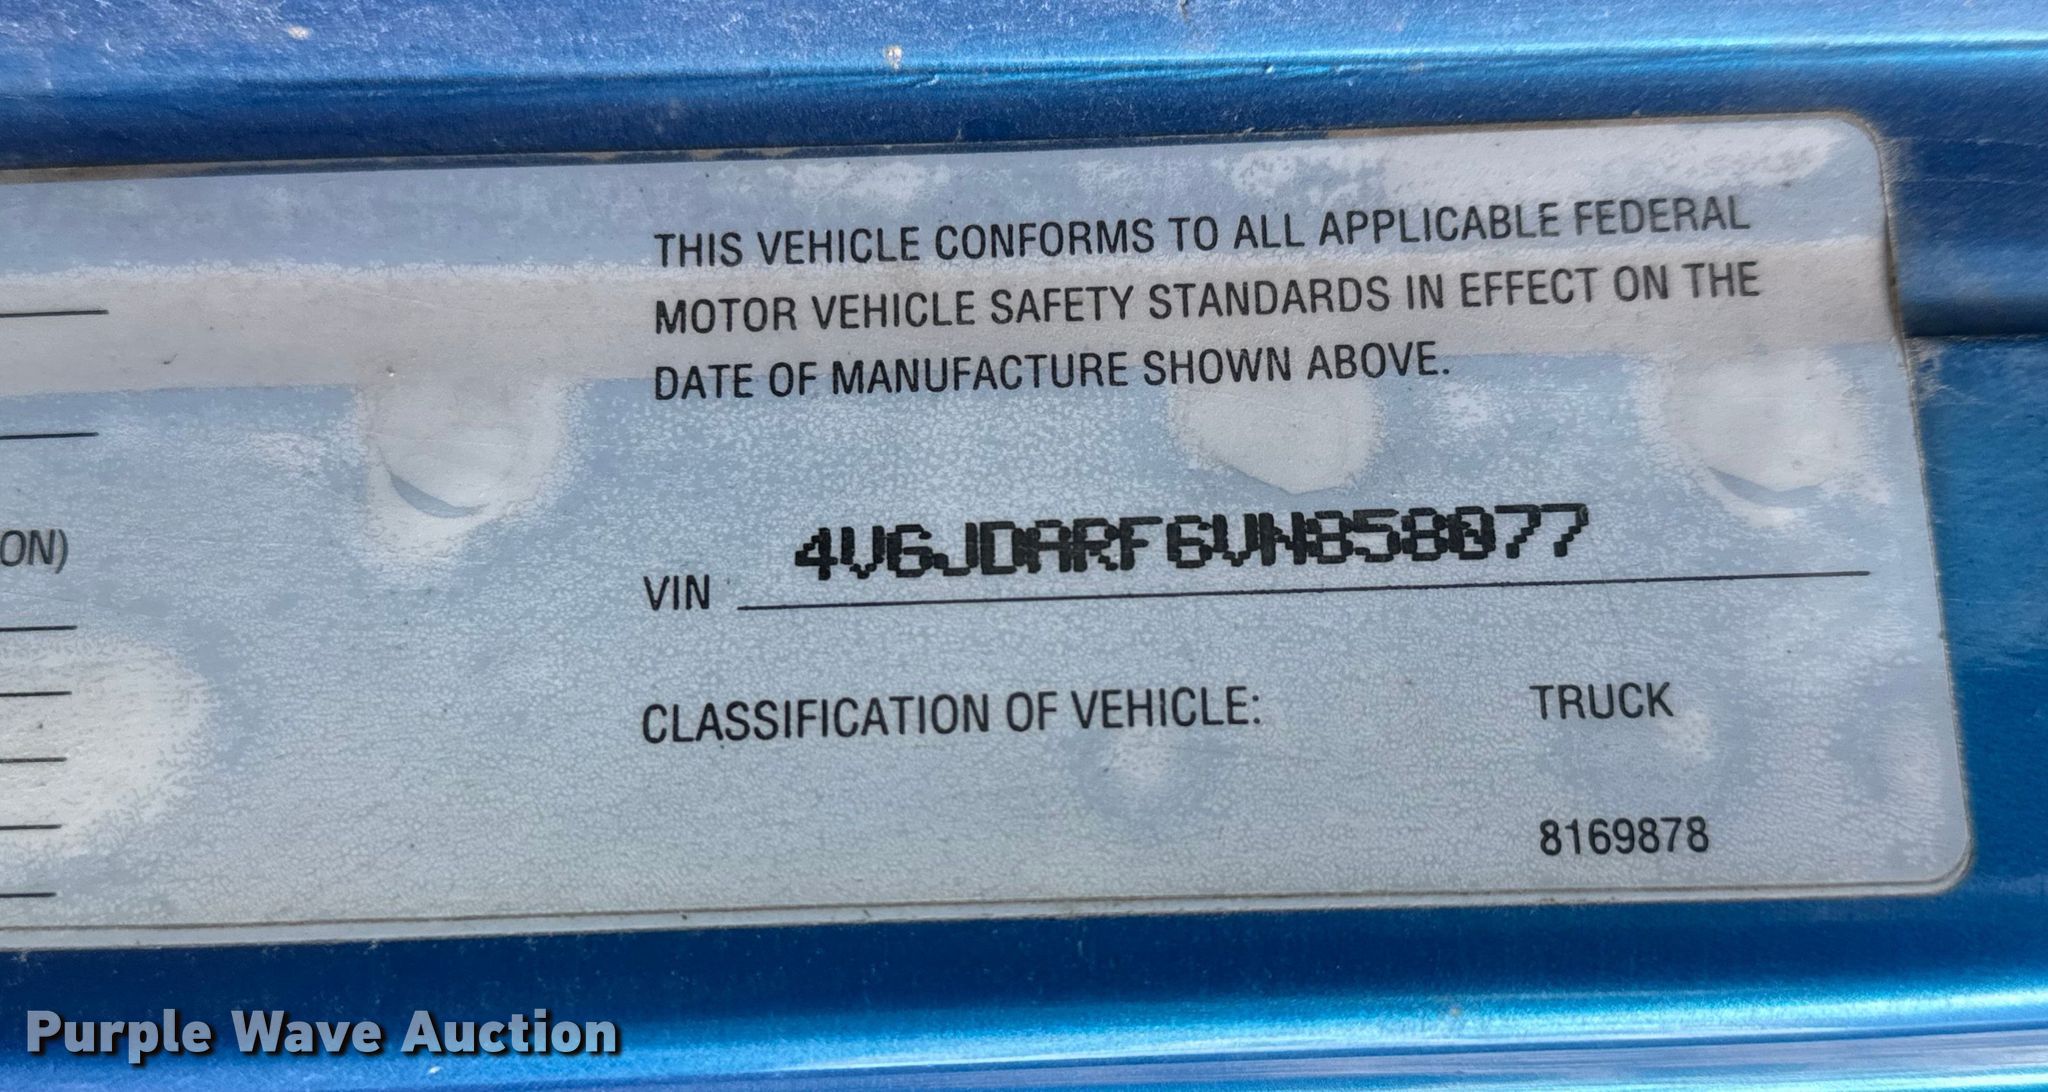 THIS VEHICLE CONFORMS TO ALL APPLICABLE FEDERAL
MOTOR VEHICLE SAFETY STANDARDS IN EFFECT ON THE
DATE OF MANUFACTURE SHOWN ABOVE.
ON)
VIN 4V6JDARF6VN858077
CLASSIFICATION OF VEHICLE: TRUCK
8169878
Purple Wave Auction